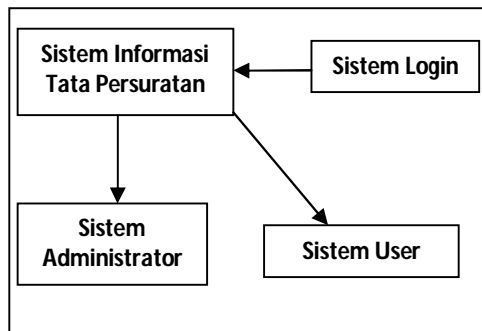 Sistem Informasi
Tata Persuratan
Sistem Login
Sistem
Administrator
Sistem User